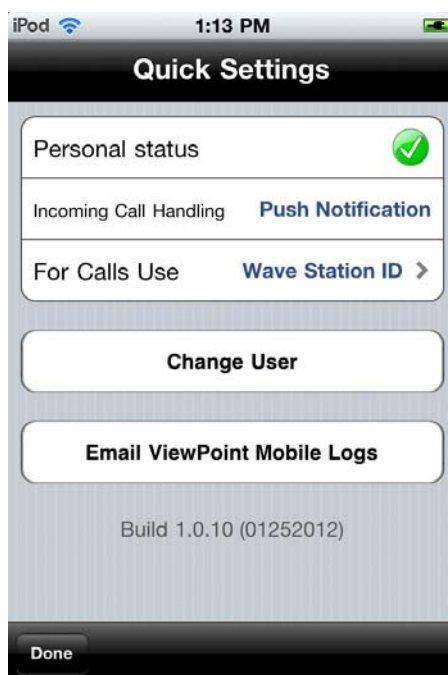 iPod 1:13 PM
Quick Settings
Personal status
Incoming Call Handling Push Notification
For Calls Use Wave Station ID >
Change User
Email ViewPoint Mobile Logs
Build 1.0.10 (01252012)
Done